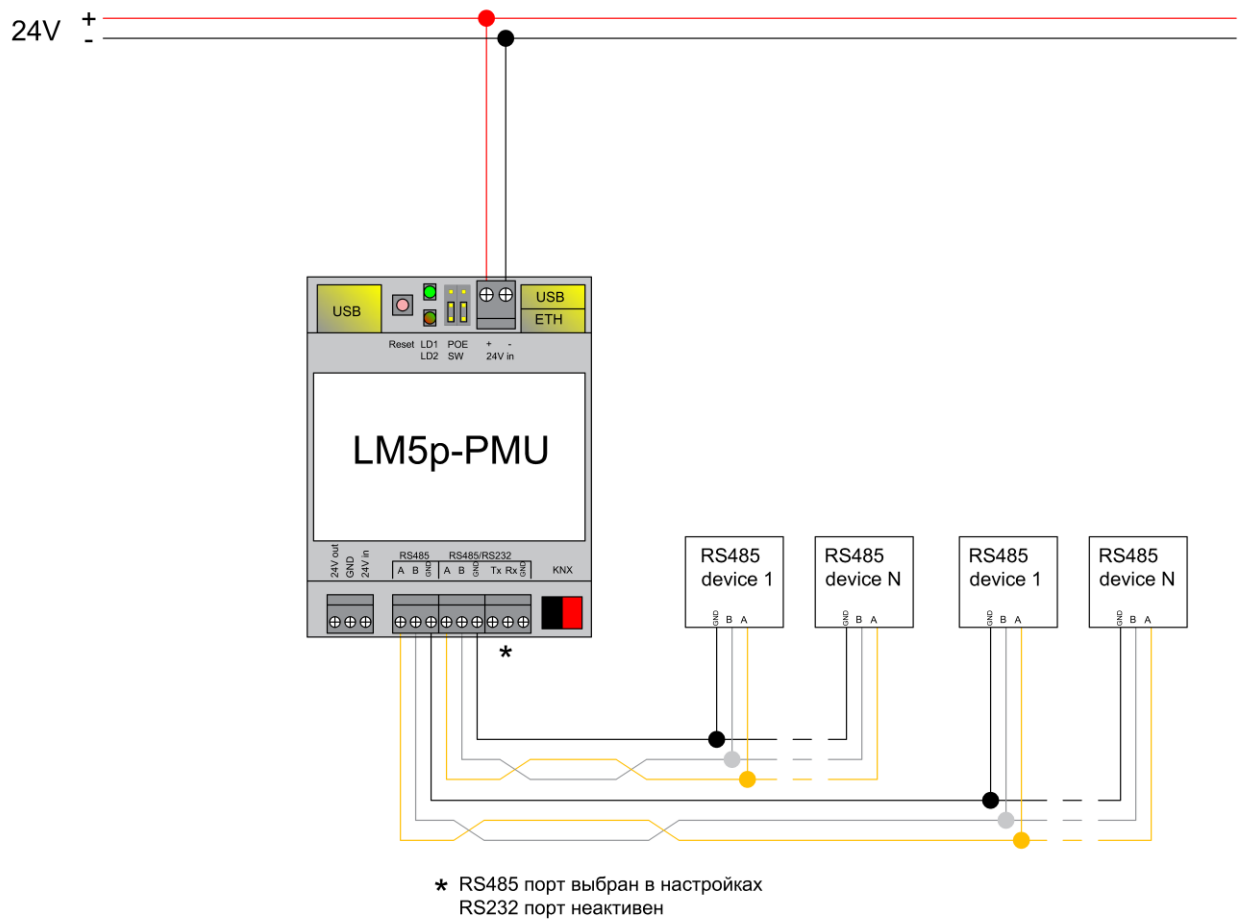 24V
+
-
USB
USB
ETH
Reset LD1 POE + -
LD2 SW 24V in
LM5p-PMU
24V out
GND
24V in
RS485 RS485/RS232
A B GND A B GND Tx Rx GND KNX
*
RS485
device 1
GND B A
RS485
device N
GND B A
RS485
device 1
GND B A
RS485
device N
GND B A
* RS485 порт выбран в настройках
RS232 порт неактивен